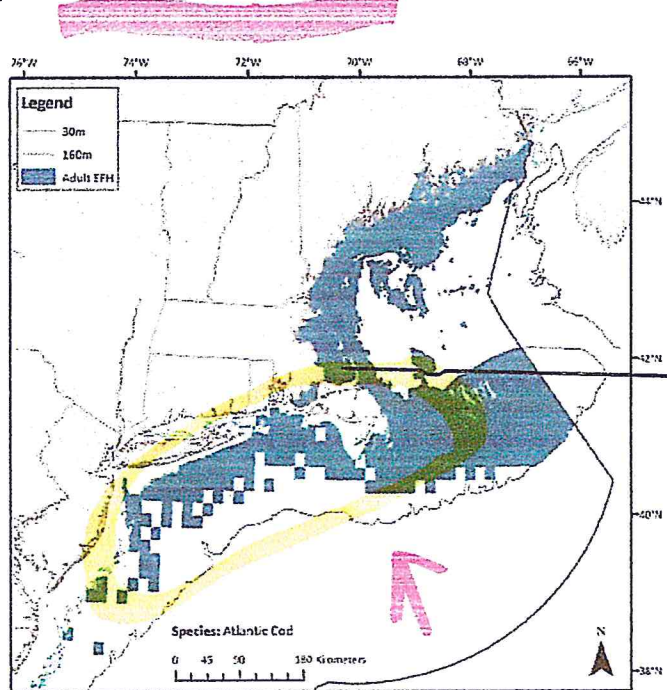 76°W 74°W 72°W 70°W 68°W 66°W
Legend
30m
160m
Adult EFH
44°N
42°N
40°N
38°N
Species: Atlantic Cod
N
0 45 90 180 Kilometers